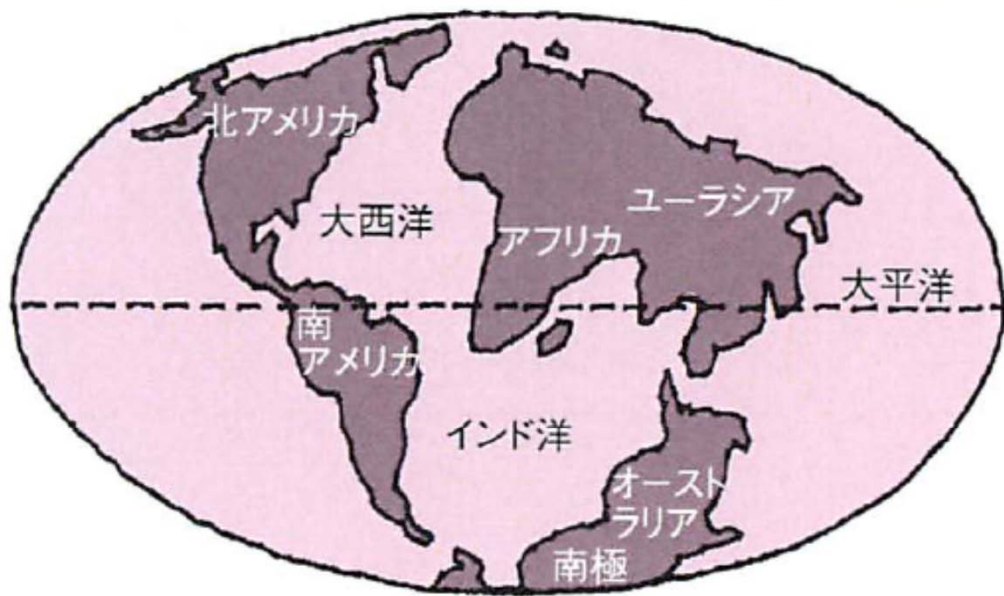 北アメリカ
大西洋
ユーラシア
アフリカ
大平洋
南
アメリカ
インド洋
オースト
ラリア
南極